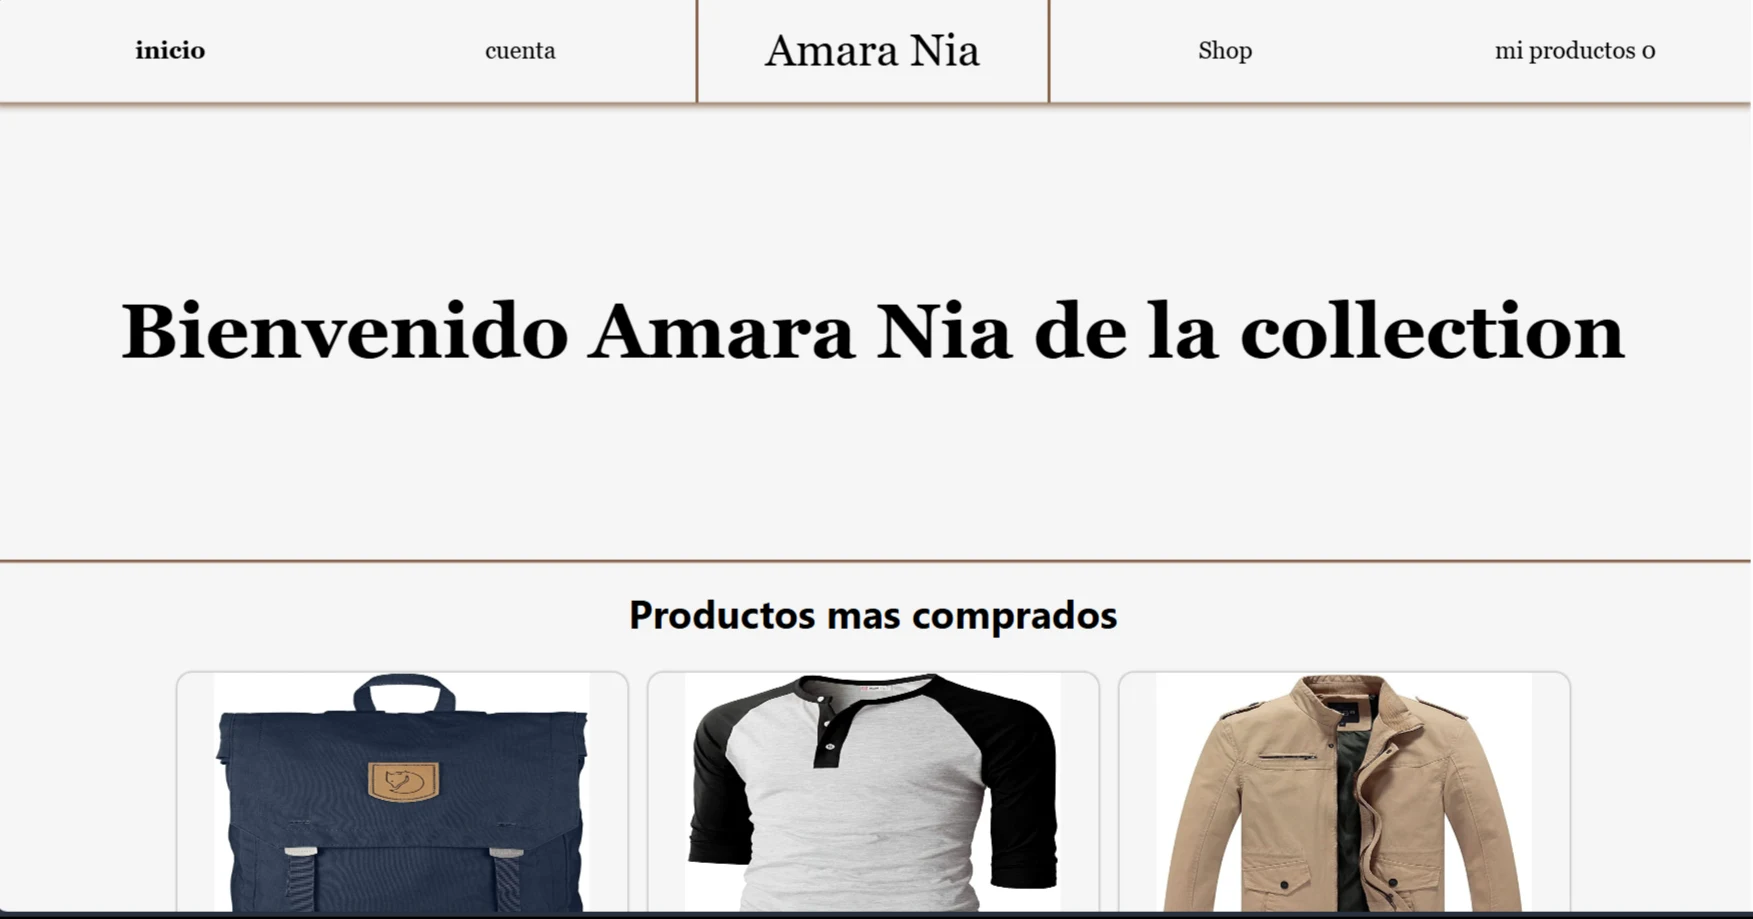 inicio
cuenta
Amara Nia
Shop
mi productos 0
Bienvenido Amara Nia de la collection
Productos mas comprados